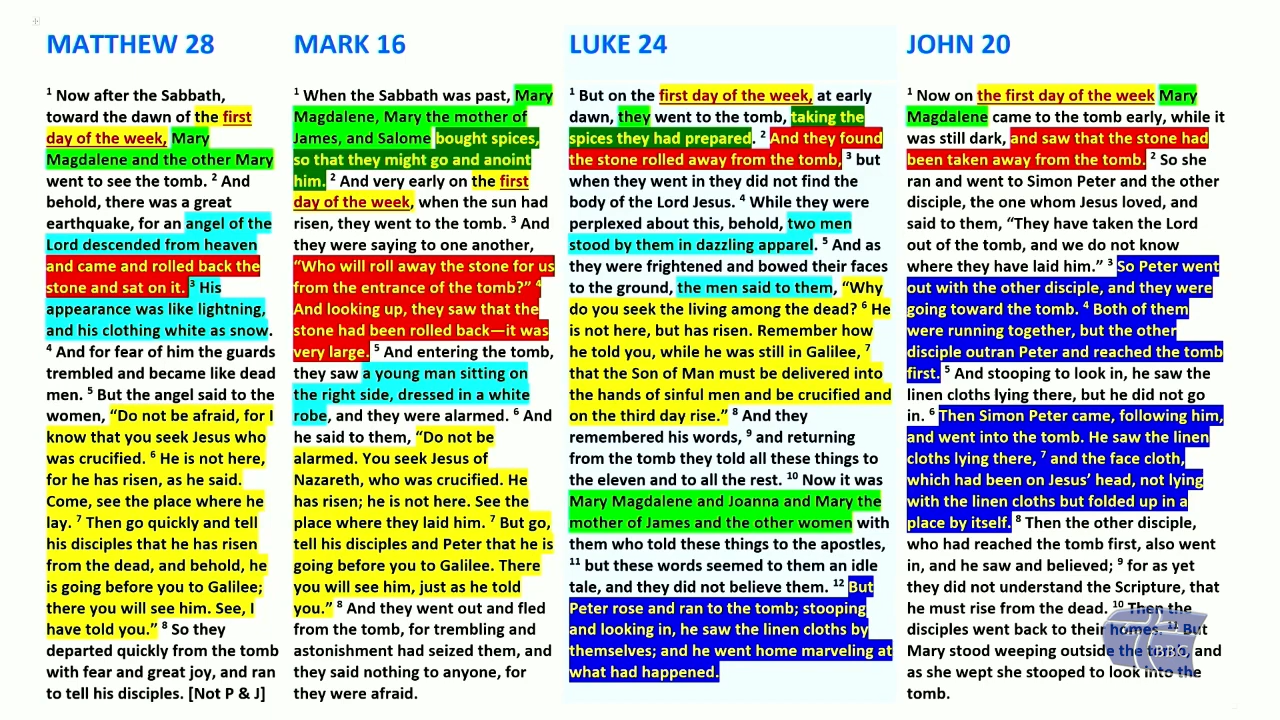 MATTHEW 28
¹ Now after the Sabbath,
toward the dawn of the first
day of the week, Mary
Magdalene and the other Mary
went to see the tomb. ² And
behold, there was a great
earthquake, for an angel of the
Lord descended from heaven
and came and rolled back the
stone and sat on it. ³ His
appearance was like lightning,
and his clothing white as snow.
⁴ And for fear of him the guards
trembled and became like dead
men. ⁵ But the angel said to the
women, “Do not be afraid, for I
know that you seek Jesus who
was crucified. ⁶ He is not here,
for he has risen, as he said.
Come, see the place where he
lay. ⁷ Then go quickly and tell
his disciples that he has risen
from the dead, and behold, he
is going before you to Galilee;
there you will see him. See, I
have told you.” ⁸ So they
departed quickly from the tomb
with fear and great joy, and ran
to tell his disciples. [Not P & J]
MARK 16
¹ When the Sabbath was past, Mary
Magdalene, Mary the mother of
James, and Salome bought spices,
so that they might go and anoint
him. ² And very early on the first
day of the week, when the sun had
risen, they went to the tomb. ³ And
they were saying to one another,
“Who will roll away the stone for us
from the entrance of the tomb?” ⁴
And looking up, they saw that the
stone had been rolled back—it was
very large. ⁵ And entering the tomb,
they saw a young man sitting on
the right side, dressed in a white
robe, and they were alarmed. ⁶ And
he said to them, “Do not be
alarmed. You seek Jesus of
Nazareth, who was crucified. He
has risen; he is not here. See the
place where they laid him. ⁷ But go,
tell his disciples and Peter that he is
going before you to Galilee. There
you will see him, just as he told
you.” ⁸ And they went out and fled
from the tomb, for trembling and
astonishment had seized them, and
they said nothing to anyone, for
they were afraid.
LUKE 24
¹ But on the first day of the week, at early
dawn, they went to the tomb, taking the
spices they had prepared. ² And they found
the stone rolled away from the tomb, ³ but
when they went in they did not find the
body of the Lord Jesus. ⁴ While they were
perplexed about this, behold, two men
stood by them in dazzling apparel. ⁵ And as
they were frightened and bowed their faces
to the ground, the men said to them, “Why
do you seek the living among the dead? ⁶ He
is not here, but has risen. Remember how
he told you, while he was still in Galilee, ⁷
that the Son of Man must be delivered into
the hands of sinful men and be crucified and
on the third day rise.” ⁸ And they
remembered his words, ⁹ and returning
from the tomb they told all these things to
the eleven and to all the rest. ¹⁰ Now it was
Mary Magdalene and Joanna and Mary the
mother of James and the other women with
them who told these things to the apostles,
¹¹ but these words seemed to them an idle
tale, and they did not believe them. ¹² But
Peter rose and ran to the tomb; stooping
and looking in, he saw the linen cloths by
themselves; and he went home marveling at
what had happened.
JOHN 20
¹ Now on the first day of the week Mary
Magdalene came to the tomb early, while it
was still dark, and saw that the stone had
been taken away from the tomb. ² So she
ran and went to Simon Peter and the other
disciple, the one whom Jesus loved, and
said to them, “They have taken the Lord
out of the tomb, and we do not know
where they have laid him.” ³ So Peter went
out with the other disciple, and they were
going toward the tomb. ⁴ Both of them
were running together, but the other
disciple outran Peter and reached the tomb
first. ⁵ And stooping to look in, he saw the
linen cloths lying there, but he did not go
in. ⁶ Then Simon Peter came, following him,
and went into the tomb. He saw the linen
cloths lying there, ⁷ and the face cloth,
which had been on Jesus’ head, not lying
with the linen cloths but folded up in a
place by itself. ⁸ Then the other disciple,
who had reached the tomb first, also went
in, and he saw and believed; ⁹ for as yet
they did not understand the Scripture, that
he must rise from the dead. ¹⁰ Then the
disciples went back to their homes. ¹¹ But
Mary stood weeping outside the tomb, and
as she wept she stooped to look into the
tomb.
BBC